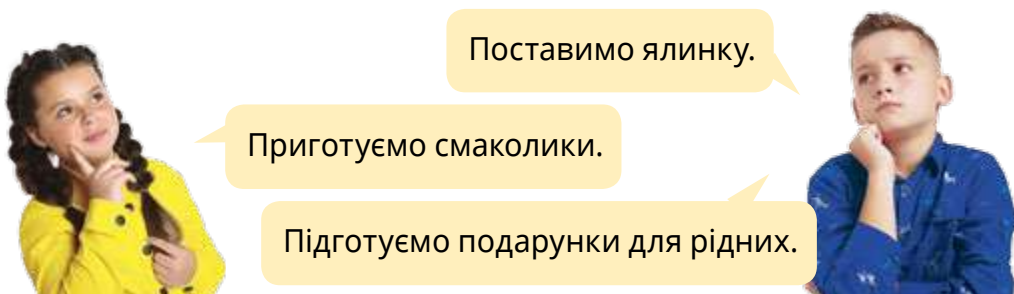 Поставимо ялинку.
Приготуємо смаколики.
Підготуємо подарунки для рідних.